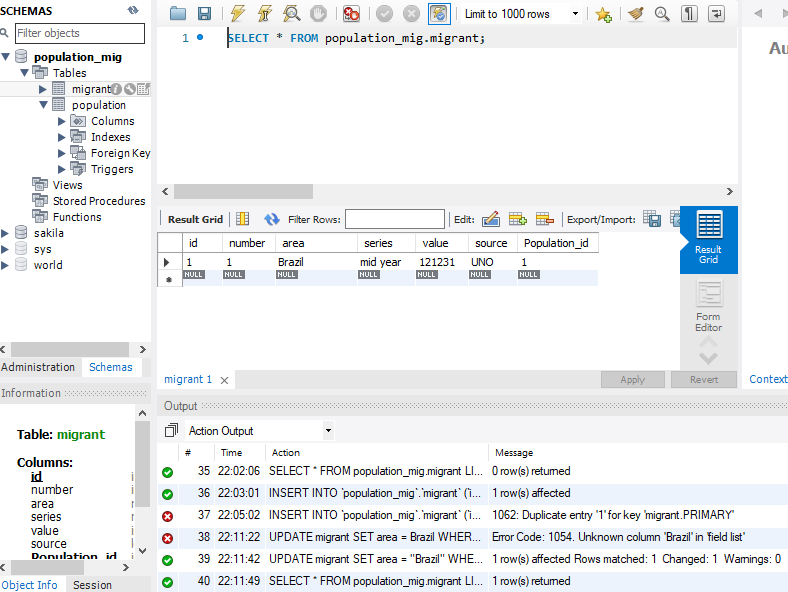 SCHEMAS
Filter objects
population_mig
Tables
migrant
population
Columns
Indexes
Foreign Key
Triggers
Views
Stored Procedures
Functions
sakila
sys
world
Administration Schemas
Information
Table: migrant
Columns:
id
number
area
series
value
source
Population_id
Object Info Session
Limit to 1000 rows
1 SELECT * FROM population_mig.migrant;
Result Grid Filter Rows: Edit: Export/Import:
id number area series value source Population_id
1 1 Brazil mid year 121231 UNO 1
NULL NULL NULL NULL NULL NULL NULL
Result
Grid
Form
Editor
migrant 1
Apply Revert
Context
Output
Action Output
# Time Action Message
35 22:02:06 SELECT * FROM population_mig.migrant LI... 0 row(s) returned
36 22:03:01 INSERT INTO `population_mig`.`migrant` (`i... 1 row(s) affected
37 22:05:02 INSERT INTO `population_mig`.`migrant` (`i... 1062: Duplicate entry '1' for key 'migrant.PRIMARY'
38 22:11:22 UPDATE migrant SET area = Brazil WHER... Error Code: 1054. Unknown column 'Brazil' in 'field list'
39 22:11:42 UPDATE migrant SET area = "Brazil" WHE... 1 row(s) affected Rows matched: 1 Changed: 1 Warnings: 0
40 22:11:49 SELECT * FROM population_mig.migrant LI... 1 row(s) returned